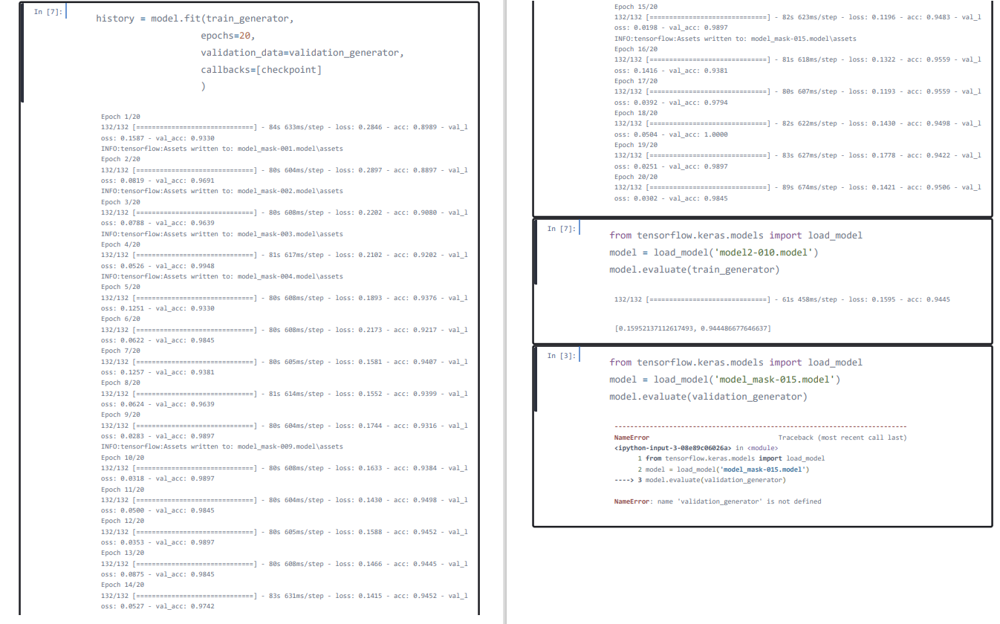 In [7]:
history = model.fit(train_generator,
epochs=20,
validation_data=validation_generator,
callbacks=[checkpoint]
)
Epoch 1/20
132/132 [==============================] - 84s 633ms/step - loss: 0.2846 - acc: 0.8989 - val_l
oss: 0.1587 - val_acc: 0.9330
INFO:tensorflow:Assets written to: model_mask-001.model\assets
Epoch 2/20
132/132 [==============================] - 80s 604ms/step - loss: 0.2897 - acc: 0.8897 - val_l
oss: 0.0819 - val_acc: 0.9691
INFO:tensorflow:Assets written to: model_mask-002.model\assets
Epoch 3/20
132/132 [==============================] - 80s 608ms/step - loss: 0.2202 - acc: 0.9080 - val_l
oss: 0.0788 - val_acc: 0.9639
INFO:tensorflow:Assets written to: model_mask-003.model\assets
Epoch 4/20
132/132 [==============================] - 81s 617ms/step - loss: 0.2102 - acc: 0.9202 - val_l
oss: 0.0526 - val_acc: 0.9948
INFO:tensorflow:Assets written to: model_mask-004.model\assets
Epoch 5/20
132/132 [==============================] - 80s 608ms/step - loss: 0.1893 - acc: 0.9376 - val_l
oss: 0.1251 - val_acc: 0.9330
Epoch 6/20
132/132 [==============================] - 80s 608ms/step - loss: 0.2173 - acc: 0.9217 - val_l
oss: 0.0622 - val_acc: 0.9845
Epoch 7/20
132/132 [==============================] - 80s 605ms/step - loss: 0.1581 - acc: 0.9407 - val_l
oss: 0.1257 - val_acc: 0.9381
Epoch 8/20
132/132 [==============================] - 81s 614ms/step - loss: 0.1552 - acc: 0.9399 - val_l
oss: 0.0624 - val_acc: 0.9639
Epoch 9/20
132/132 [==============================] - 80s 604ms/step - loss: 0.1744 - acc: 0.9316 - val_l
oss: 0.0283 - val_acc: 0.9897
INFO:tensorflow:Assets written to: model_mask-009.model\assets
Epoch 10/20
132/132 [==============================] - 80s 608ms/step - loss: 0.1633 - acc: 0.9384 - val_l
oss: 0.0318 - val_acc: 0.9897
Epoch 11/20
132/132 [==============================] - 80s 604ms/step - loss: 0.1430 - acc: 0.9498 - val_l
oss: 0.0500 - val_acc: 0.9845
Epoch 12/20
132/132 [==============================] - 80s 605ms/step - loss: 0.1588 - acc: 0.9452 - val_l
oss: 0.0353 - val_acc: 0.9897
Epoch 13/20
132/132 [==============================] - 80s 608ms/step - loss: 0.1466 - acc: 0.9445 - val_l
oss: 0.0875 - val_acc: 0.9845
Epoch 14/20
132/132 [==============================] - 83s 631ms/step - loss: 0.1415 - acc: 0.9452 - val_l
oss: 0.0527 - val_acc: 0.9742
Epoch 15/20
132/132 [==============================] - 82s 623ms/step - loss: 0.1196 - acc: 0.9483 - val_l
oss: 0.0198 - val_acc: 0.9897
INFO:tensorflow:Assets written to: model_mask-015.model\assets
Epoch 16/20
132/132 [==============================] - 81s 618ms/step - loss: 0.1322 - acc: 0.9559 - val_l
oss: 0.1416 - val_acc: 0.9381
Epoch 17/20
132/132 [==============================] - 80s 607ms/step - loss: 0.1193 - acc: 0.9559 - val_l
oss: 0.0392 - val_acc: 0.9794
Epoch 18/20
132/132 [==============================] - 82s 622ms/step - loss: 0.1430 - acc: 0.9498 - val_l
oss: 0.0504 - val_acc: 1.0000
Epoch 19/20
132/132 [==============================] - 83s 627ms/step - loss: 0.1778 - acc: 0.9422 - val_l
oss: 0.0251 - val_acc: 0.9897
Epoch 20/20
132/132 [==============================] - 89s 674ms/step - loss: 0.1421 - acc: 0.9506 - val_l
oss: 0.0302 - val_acc: 0.9845
In [7]:
from tensorflow.keras.models import load_model
model = load_model('model2-010.model')
model.evaluate(train_generator)
132/132 [==============================] - 61s 458ms/step - loss: 0.1595 - acc: 0.9445
[0.15952137112617493, 0.944486677646637]
In [3]:
from tensorflow.keras.models import load_model
model = load_model('model_mask-015.model')
model.evaluate(validation_generator)
---------------------------------------------------------------------------
NameError Traceback (most recent call last)
<ipython-input-3-08e89c06026a> in <module>
1 from tensorflow.keras.models import load_model
2 model = load_model('model_mask-015.model')
----> 3 model.evaluate(validation_generator)
NameError: name 'validation_generator' is not defined